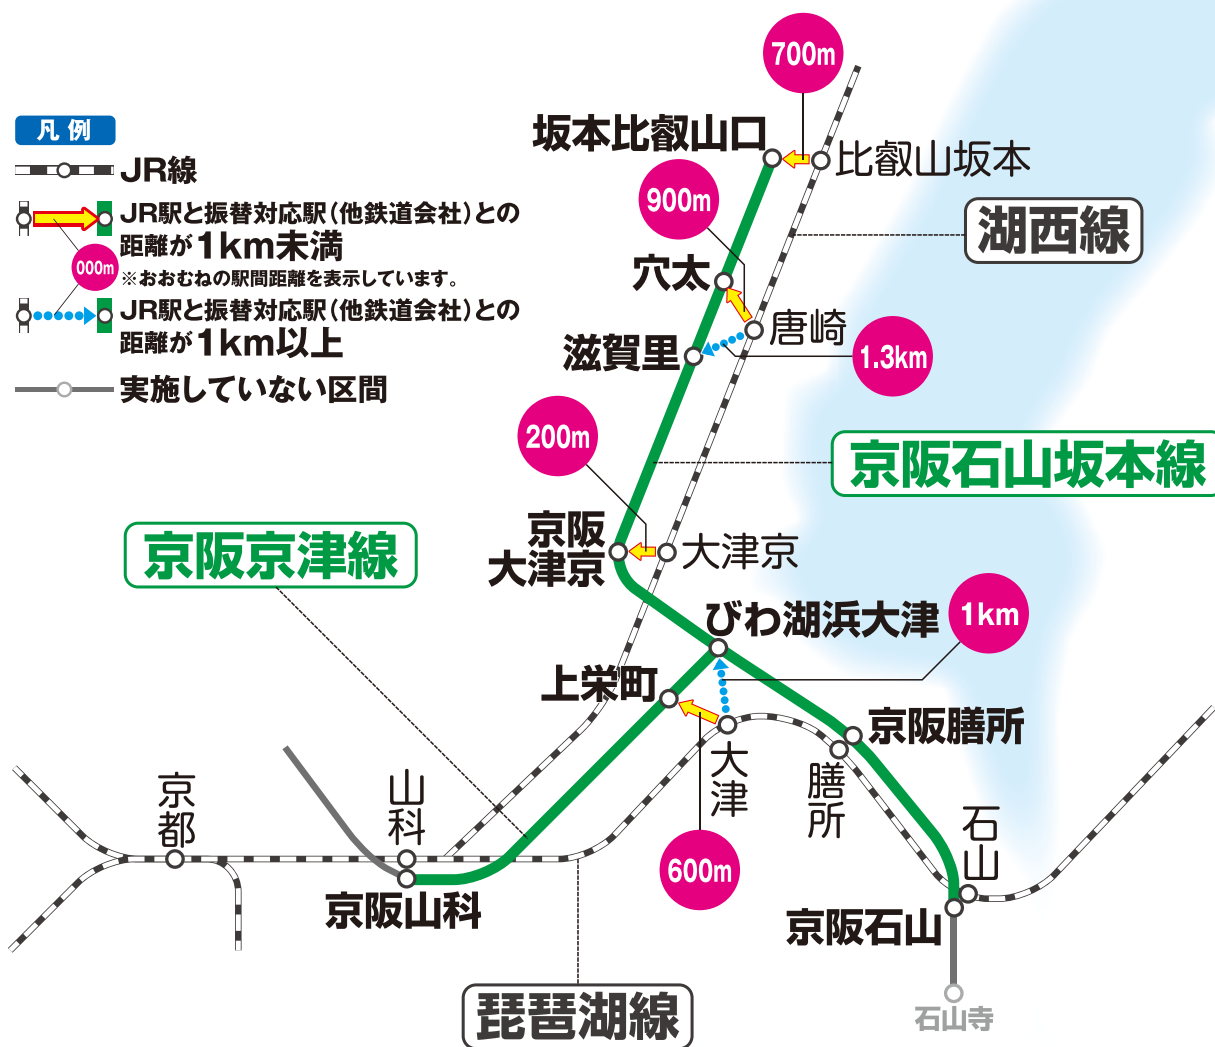 凡例
JR線
JR駅と振替対応駅(他鉄道会社)との
距離が1km未満
000m
※おおむねの駅間距離を表示しています。
JR駅と振替対応駅(他鉄道会社)との
距離が1km以上
実施していない区間
700m
坂本比叡山口
比叡山坂本
900m
湖西線
穴太
唐崎
滋賀里
1.3km
200m
京阪石山坂本線
京阪
大津京
大津京
京阪京津線
びわ湖浜大津
1km
上栄町
京阪膳所
大津
膳所
京都
山科
石山
600m
京阪山科
京阪石山
琵琶湖線
石山寺